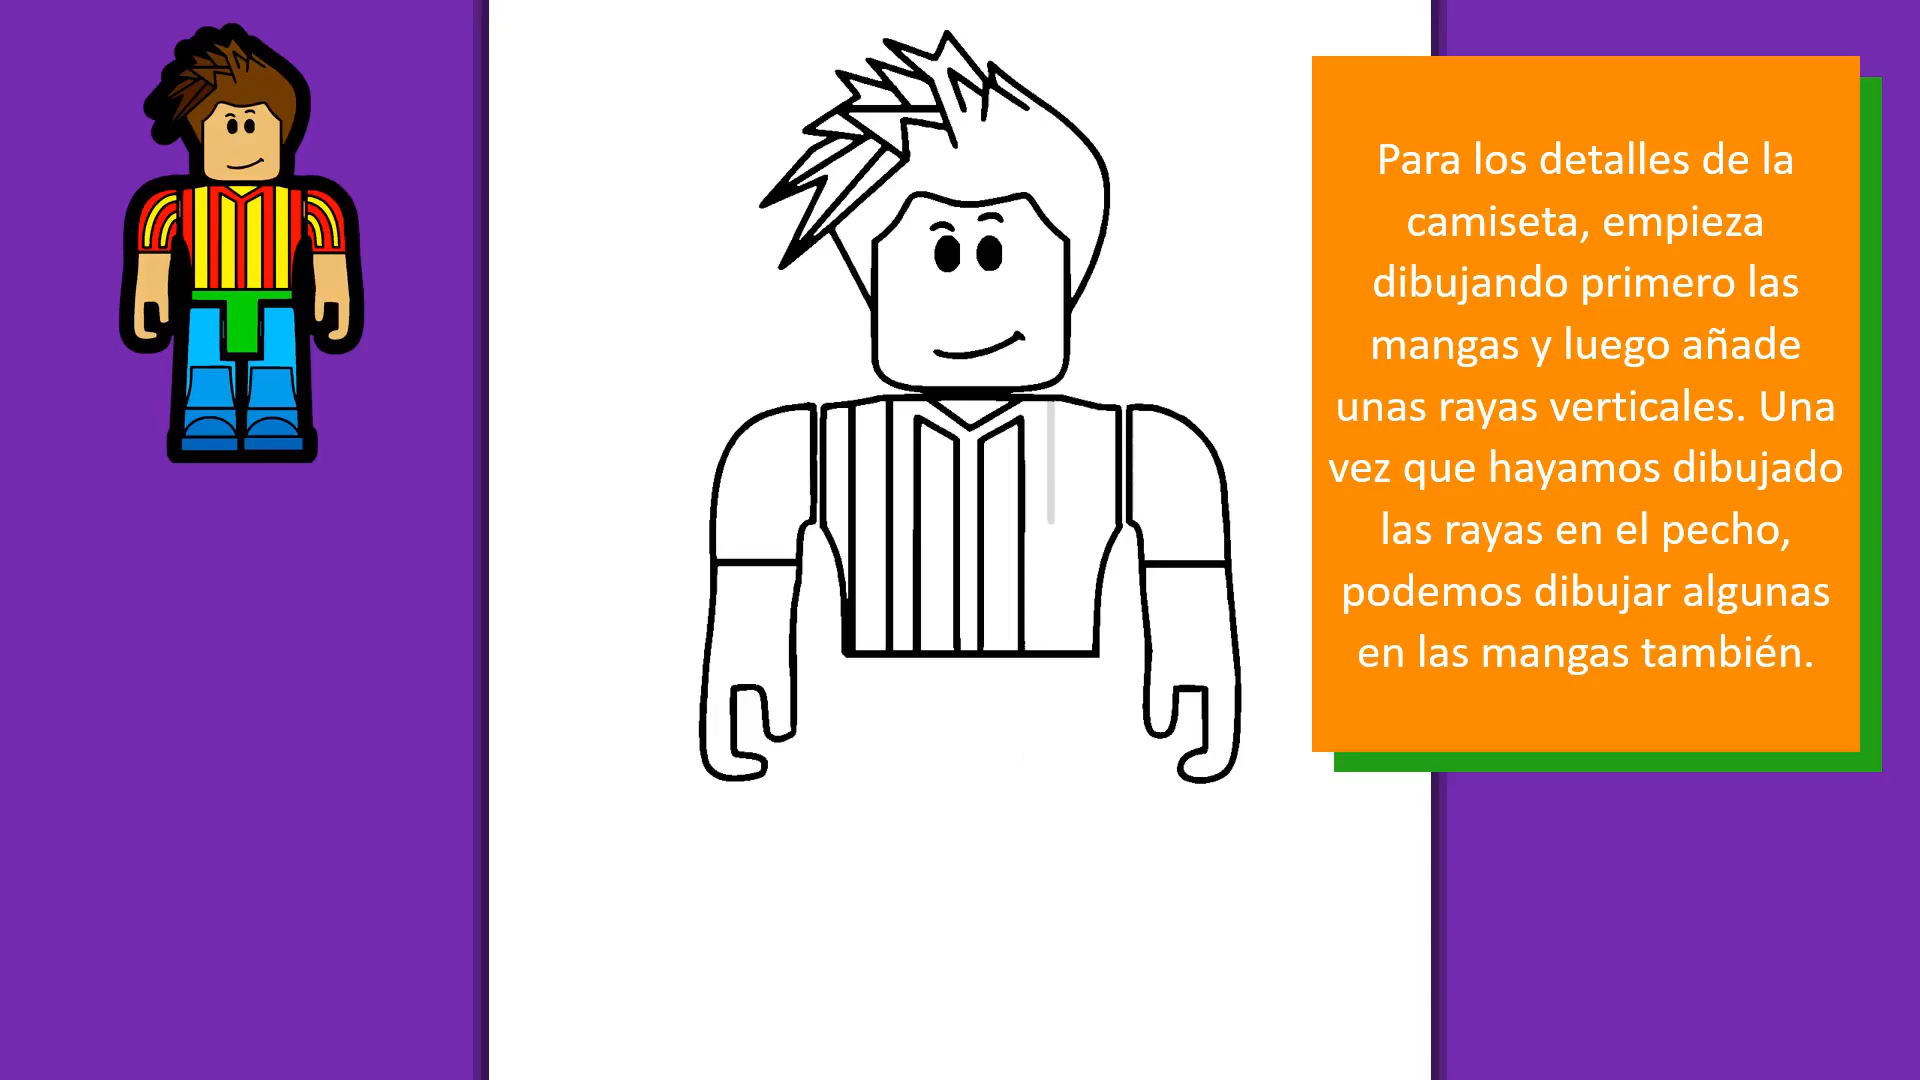 Para los detalles de la
camiseta, empieza
dibujando primero las
mangas y luego añade
unas rayas verticales. Una
vez que hayamos dibujado
las rayas en el pecho,
podemos dibujar algunas
en las mangas también.